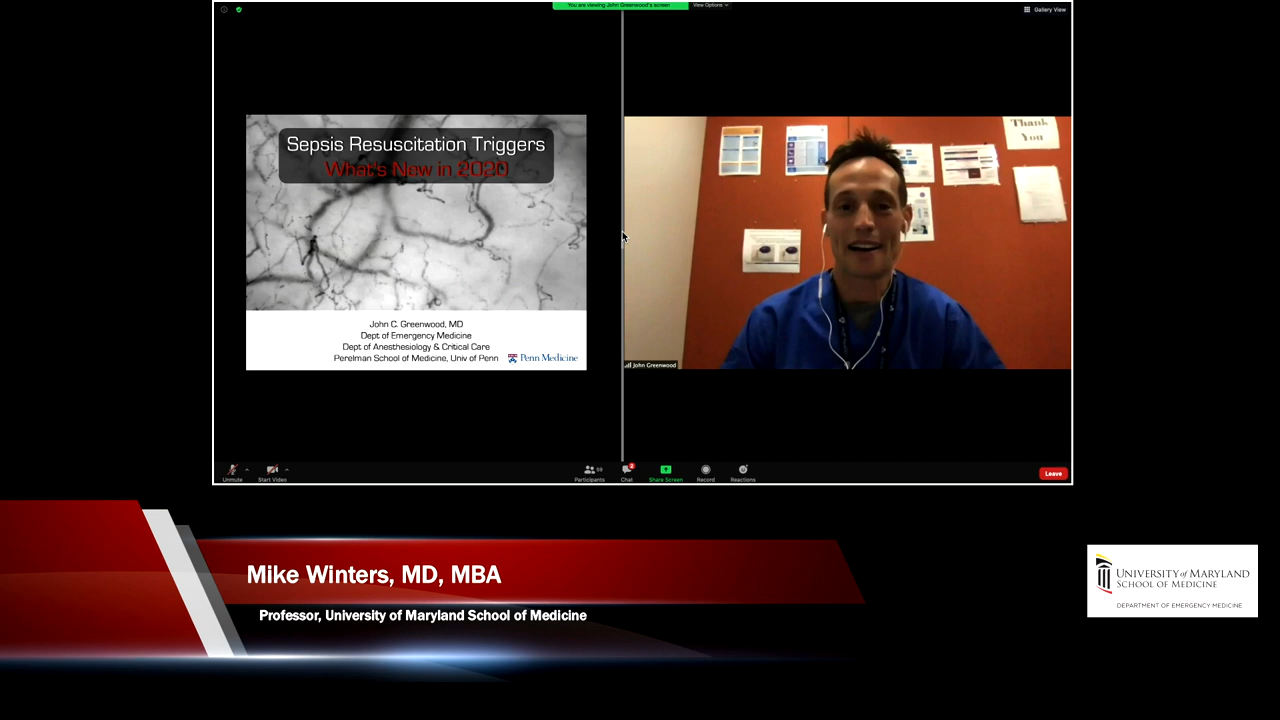 You are viewing John Greenwood's screen
View Options
Gallery View
Sepsis Resuscitation Triggers
What's New in 2020
John C. Greenwood, MD
Dept of Emergency Medicine
Dept of Anesthesiology & Critical Care
Perelman School of Medicine, Univ of Penn
Penn Medicine
Thank
You
John Greenwood
Unmute
Start Video
Participants
Chat
Share Screen
Record
Reactions
Leave
Mike Winters, MD, MBA
Professor, University of Maryland School of Medicine
UNIVERSITY of MARYLAND
SCHOOL OF MEDICINE
DEPARTMENT OF EMERGENCY MEDICINE